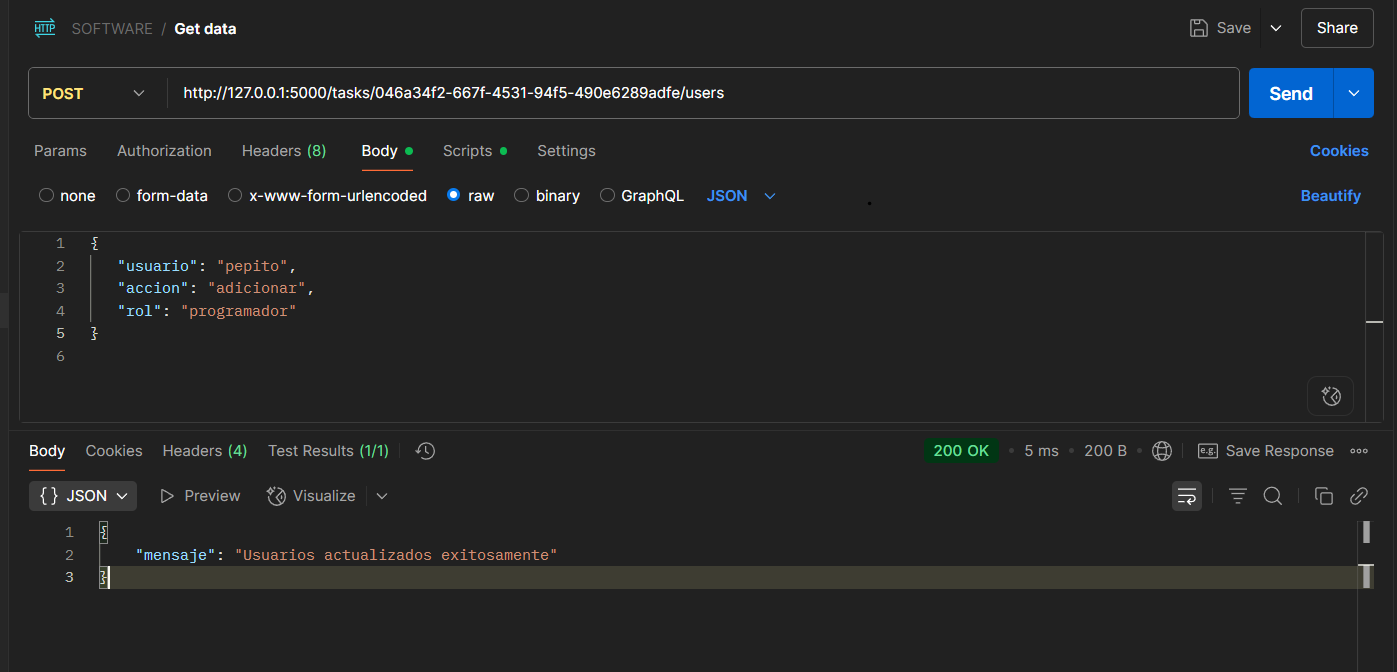 HTTP SOFTWARE / Get data Save Share
POST http://127.0.0.1:5000/tasks/046a34f2-667f-4531-94f5-490e6289adfe/users Send
Params Authorization Headers (8) Body Scripts Settings Cookies
none form-data x-www-form-urlencoded raw binary GraphQL JSON Beautify
1 {
2 "usuario": "pepito",
3 "accion": "adicionar",
4 "rol": "programador"
5 }
6
Body Cookies Headers (4) Test Results (1/1) 200 OK • 5 ms • 200 B • e.g. Save Response
{} JSON Preview Visualize
1 {
2 "mensaje": "Usuarios actualizados exitosamente"
3 }